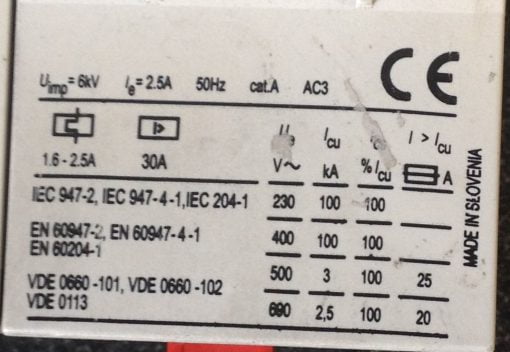 CE
Uimp = 6kV Ie = 2.5A 50Hz cat.A AC3
1.6 - 2.5A 30A
Ue Icu Ics I > Icu
V~ kA % Icu A
IEC 947-2, IEC 947-4-1, IEC 204-1
230 100 100
EN 60947-2, EN 60947-4-1
EN 60204-1
400 100 100
500 3 100 25
VDE 0660 -101, VDE 0660 -102
VDE 0113
690 2,5 100 20
MADE IN SLOVENIA